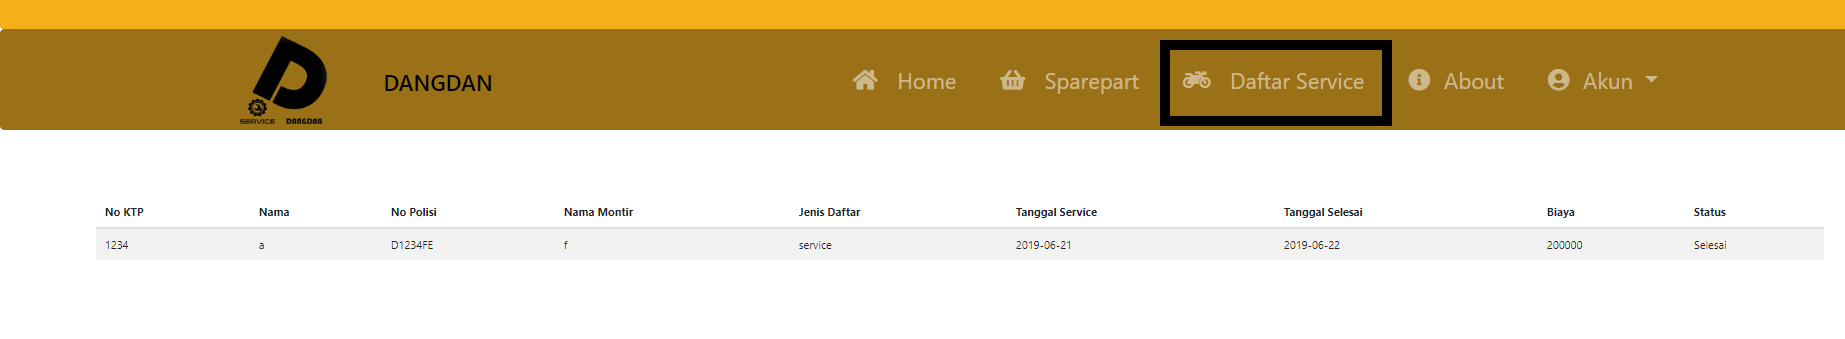 DANGDAN Home Sparepart Daftar Service About Akun
SERVICE DANGDAN
No KTP Nama No Polisi Nama Montir Jenis Daftar Tanggal Service Tanggal Selesai Biaya Status
1234 a D1234FE f service 2019-06-21 2019-06-22 200000 Selesai